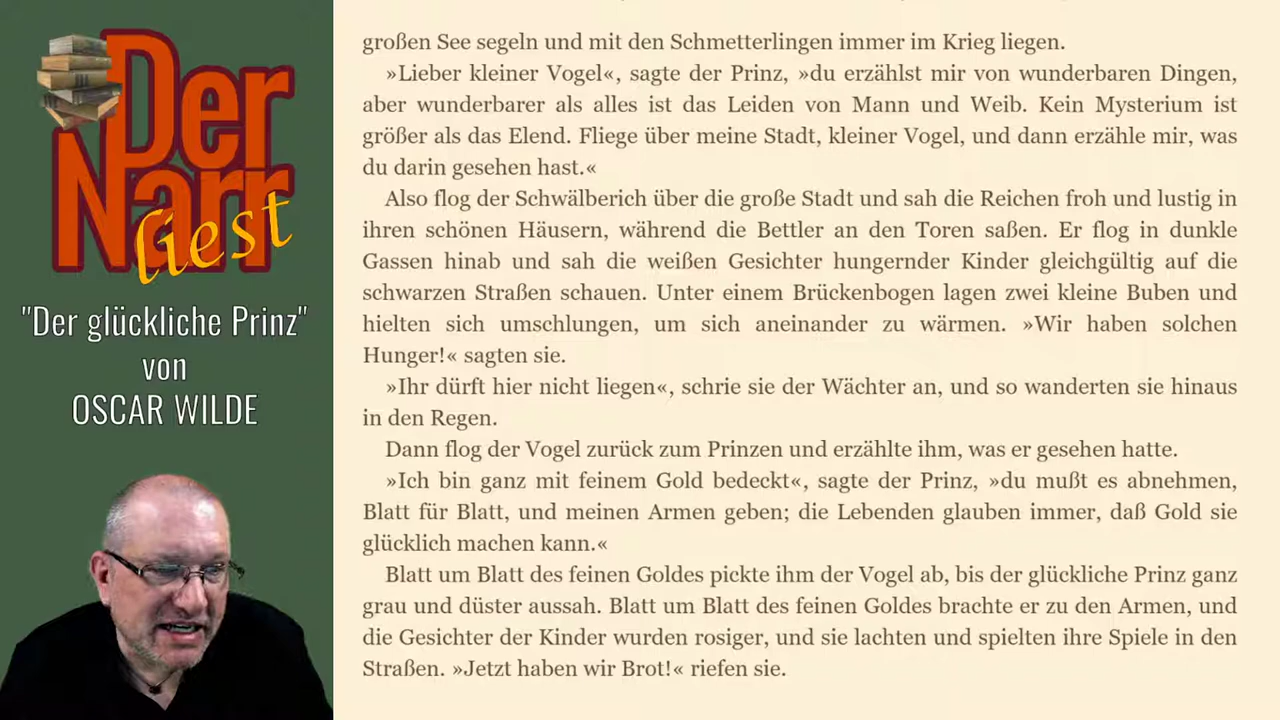 Der
Narr
liest
"Der glückliche Prinz"
von
OSCAR WILDE
großen See segeln und mit den Schmetterlingen immer im Krieg liegen.
»Lieber kleiner Vogel«, sagte der Prinz, »du erzählst mir von wunderbaren Dingen,
aber wunderbarer als alles ist das Leiden von Mann und Weib. Kein Mysterium ist
größer als das Elend. Fliege über meine Stadt, kleiner Vogel, und dann erzähle mir, was
du darin gesehen hast.«
Also flog der Schwälberich über die große Stadt und sah die Reichen froh und lustig in
ihren schönen Häusern, während die Bettler an den Toren saßen. Er flog in dunkle
Gassen hinab und sah die weißen Gesichter hungernder Kinder gleichgültig auf die
schwarzen Straßen schauen. Unter einem Brückenbogen lagen zwei kleine Buben und
hielten sich umschlungen, um sich aneinander zu wärmen. »Wir haben solchen
Hunger!« sagten sie.
»Ihr dürft hier nicht liegen«, schrie sie der Wächter an, und so wanderten sie hinaus
in den Regen.
Dann flog der Vogel zurück zum Prinzen und erzählte ihm, was er gesehen hatte.
»Ich bin ganz mit feinem Gold bedeckt«, sagte der Prinz, »du mußt es abnehmen,
Blatt für Blatt, und meinen Armen geben; die Lebenden glauben immer, daß Gold sie
glücklich machen kann.«
Blatt um Blatt des feinen Goldes pickte ihm der Vogel ab, bis der glückliche Prinz ganz
grau und düster aussah. Blatt um Blatt des feinen Goldes brachte er zu den Armen, und
die Gesichter der Kinder wurden rosiger, und sie lachten und spielten ihre Spiele in den
Straßen. »Jetzt haben wir Brot!« riefen sie.